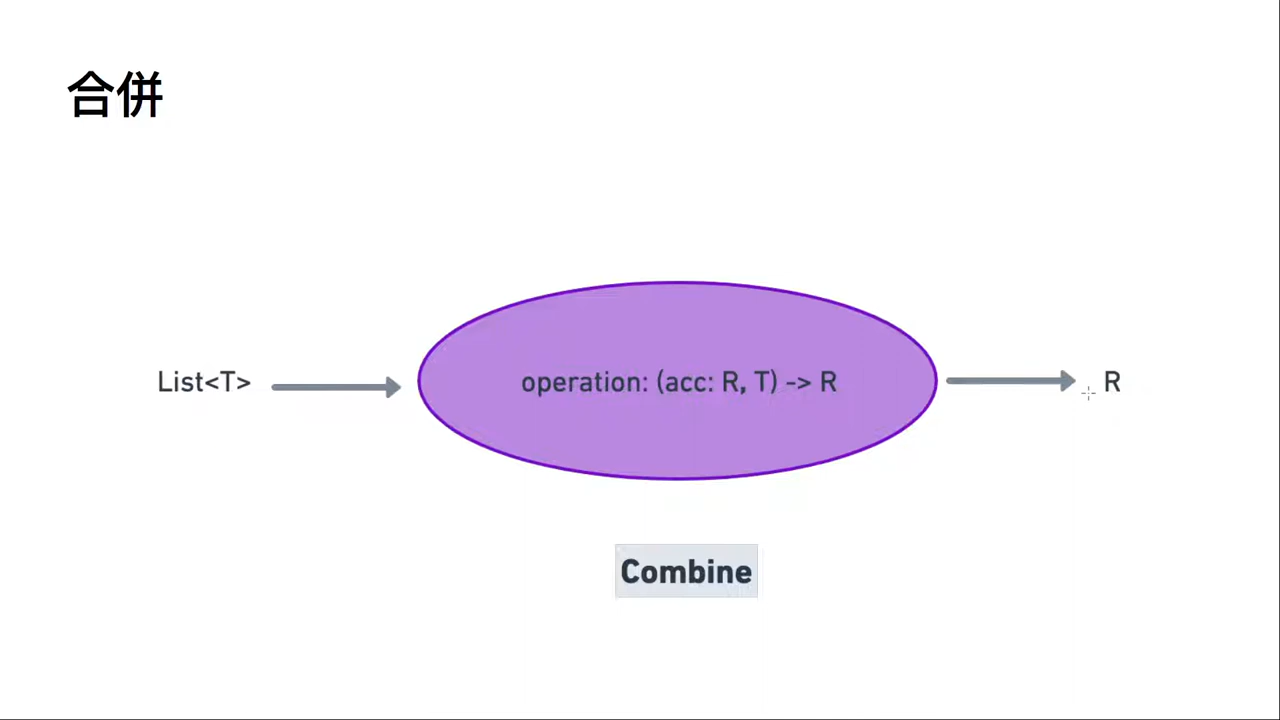 合併
List<T>
operation: (acc: R, T) -> R
R
Combine